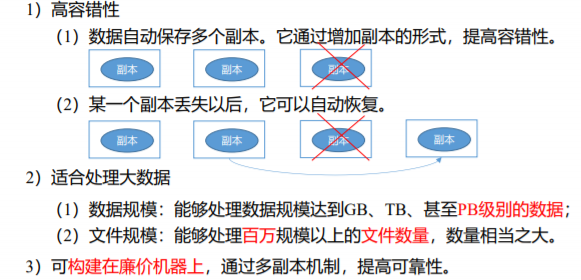 1）高容错性
（1）数据自动保存多个副本。它通过增加副本的形式，提高容错性。
副本 副本 副本
（2）某一个副本丢失以后，它可以自动恢复。
副本 副本 副本 副本
2）适合处理大数据
（1）数据规模：能够处理数据规模达到GB、TB、甚至PB级别的数据；
（2）文件规模：能够处理百万规模以上的文件数量，数量相当之大。
3）可构建在廉价机器上，通过多副本机制，提高可靠性。